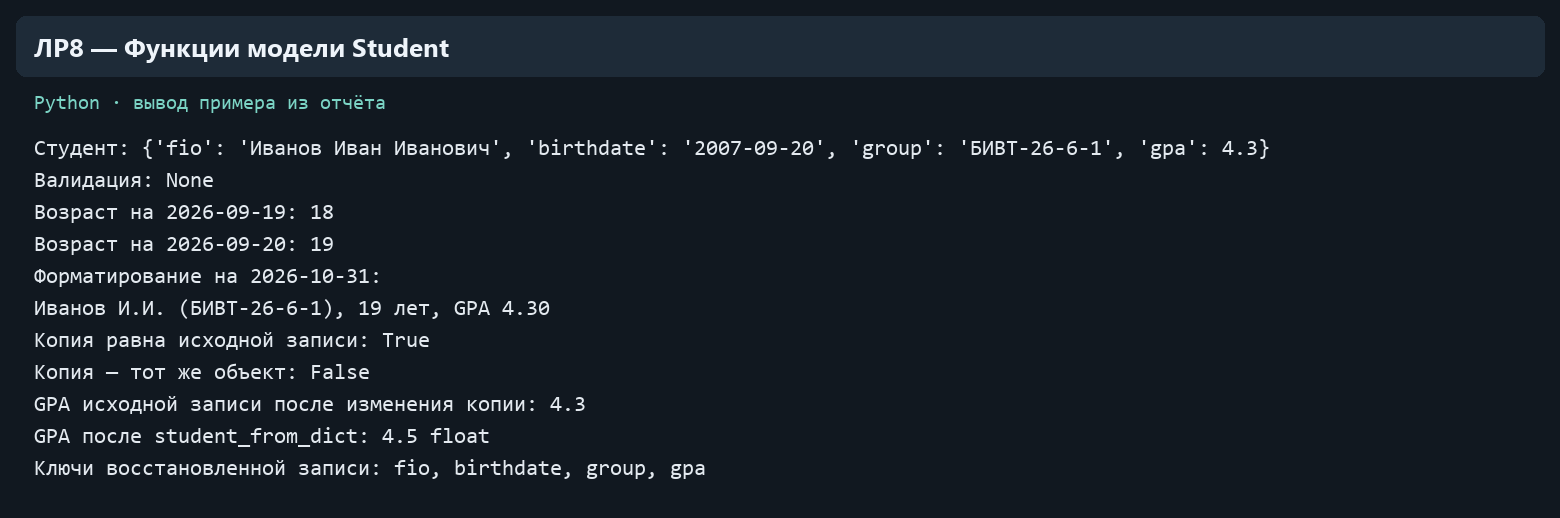 ЛР8 — Функции модели Student
Python · вывод примера из отчёта
Студент: {'fio': 'Иванов Иван Иванович', 'birthdate': '2007-09-20', 'group': 'БИВТ-26-6-1', 'gpa': 4.3}
Валидация: None
Возраст на 2026-09-19: 18
Возраст на 2026-09-20: 19
Форматирование на 2026-10-31:
Иванов И.И. (БИВТ-26-6-1), 19 лет, GPA 4.30
Копия равна исходной записи: True
Копия — тот же объект: False
GPA исходной записи после изменения копии: 4.3
GPA после student_from_dict: 4.5 float
Ключи восстановленной записи: fio, birthdate, group, gpa